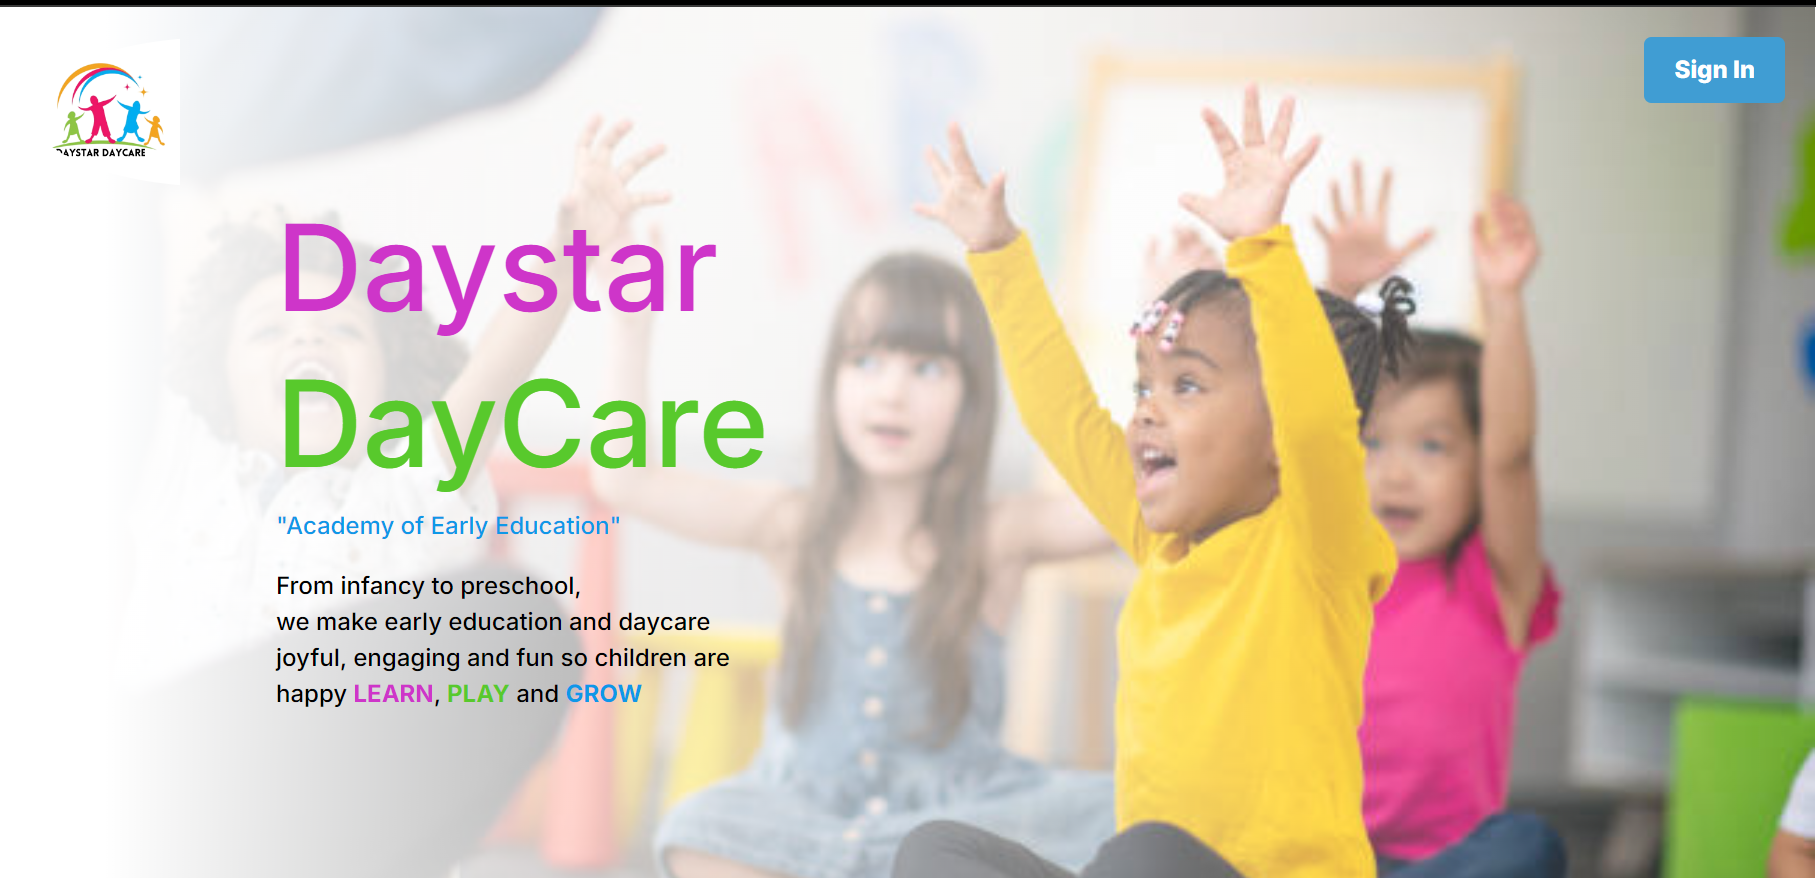 DAYSTAR DAYCARE
Sign In
Daystar
DayCare
"Academy of Early Education"
From infancy to preschool,
we make early education and daycare
joyful, engaging and fun so children are
happy LEARN, PLAY and GROW